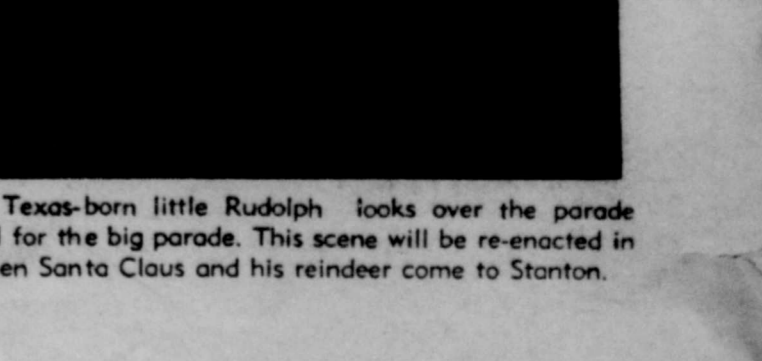 Texas-born little Rudolph looks over the parade
for the big parade. This scene will be re-enacted in
en Santa Claus and his reindeer come to Stanton.